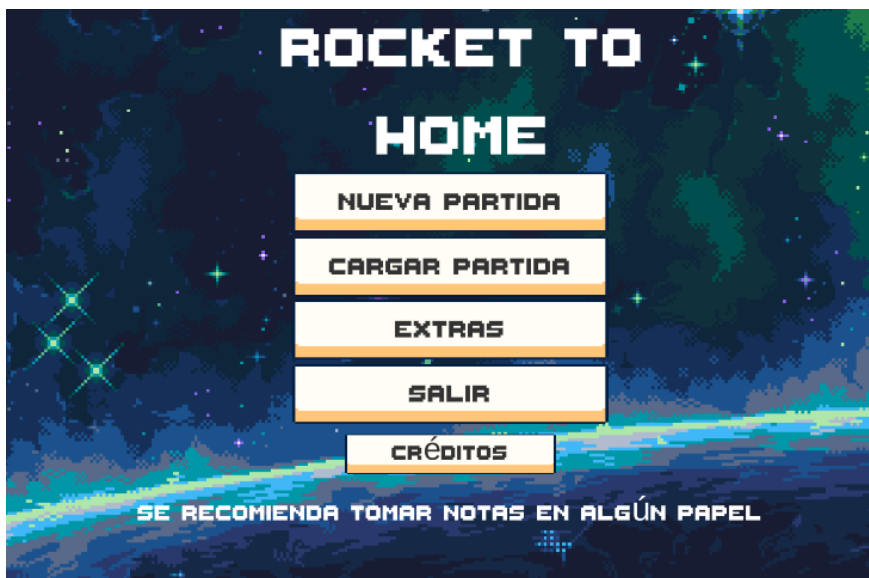 ROCKET TO
HOME
NUEVA PARTIDA
CARGAR PARTIDA
EXTRAS
SALIR
CRÉDITOS
SE RECOMIENDA TOMAR NOTAS EN ALGÚN PAPEL